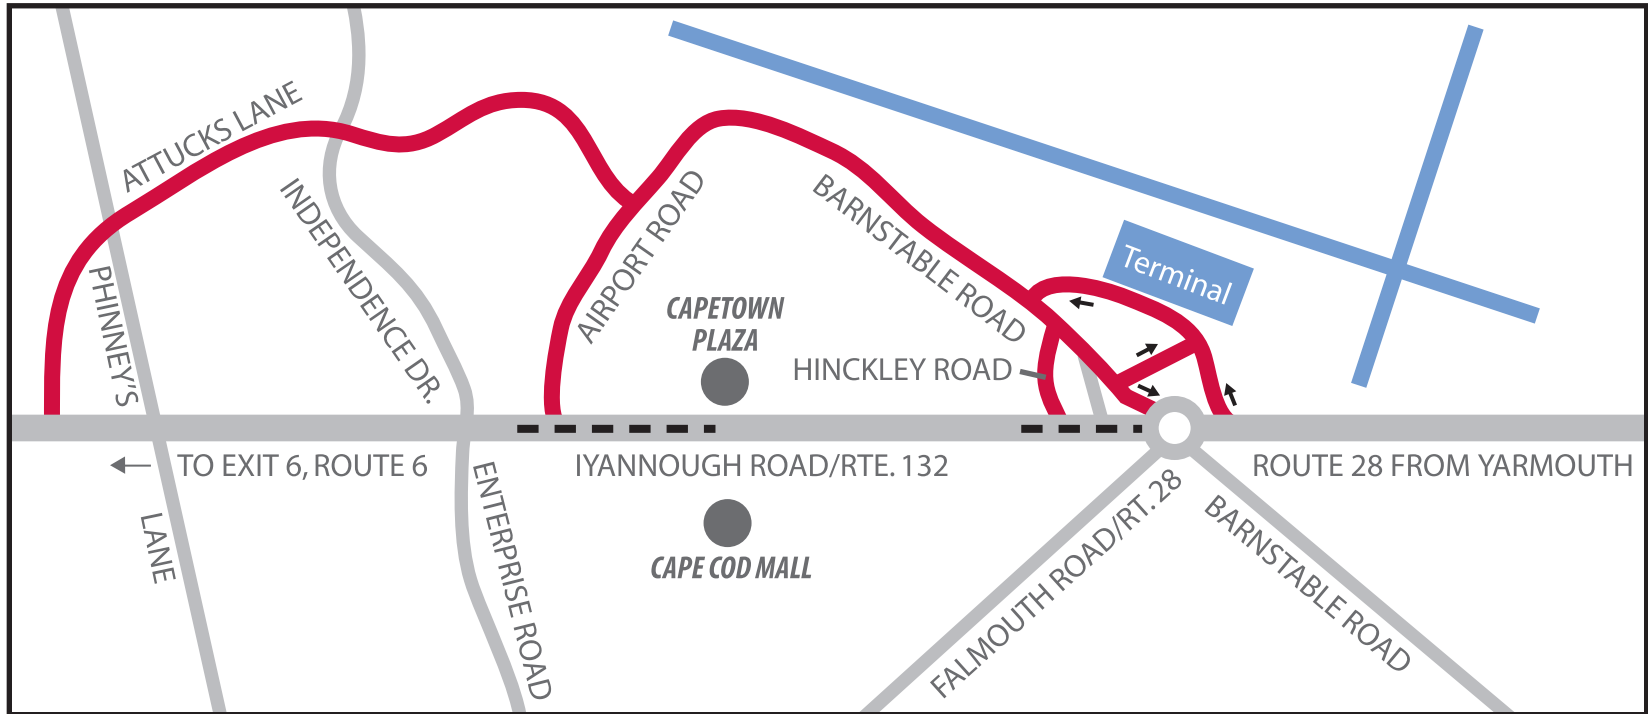 ATTUCKS LANE
INDEPENDENCE DR.
AIRPORT ROAD
BARNSTABLE ROAD
Terminal
PHINNEY'S
LANE
CAPETOWN
PLAZA
HINCKLEY ROAD
TO EXIT 6, ROUTE 6
IYANNOUGH ROAD/RTE. 132
ROUTE 28 FROM YARMOUTH
ENTERPRISE ROAD
CAPE COD MALL
FALMOUTH ROAD/RT. 28
BARNSTABLE ROAD